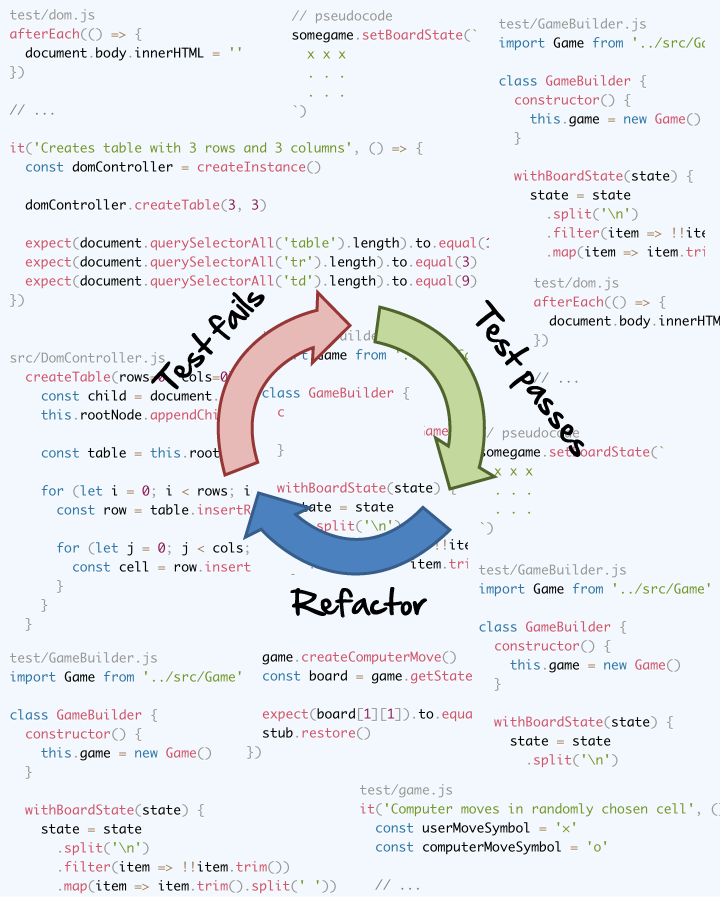 test/dom.js
afterEach(() => {
document.body.innerHTML = ''
})
// ...
// pseudocode
somegame.setBoardState(`
x x x
. . .
. . .
`)
test/GameBuilder.js
import Game from '../src/Ga
class GameBuilder {
constructor() {
this.game = new Game()
}
withBoardState(state) {
state = state
.split('\n')
.filter(item => !!ite
.map(item => item.tri
it('Creates table with 3 rows and 3 columns', () => {
const domController = createInstance()
domController.createTable(3, 3)
expect(document.querySelectorAll('table').length).to.equal(
expect(document.querySelectorAll('tr').length).to.equal(3)
expect(document.querySelectorAll('td').length).to.equal(9)
})
test/dom.js
afterEach(() => {
document.body.innerHTM
})
// ...
Test fails
Test passes
Refactor
src/DomController.js
createTable(rows=0, cols=0)
const child = document.
this.rootNode.appendChi
const table = this.root
for (let i = 0; i < rows; i
const row = table.insertR
for (let j = 0; j < cols;
const cell = row.insert
}
}
}
uilder.js
Game from '.
class GameBuilder {
c
ame
}
withBoardState(state) {
state = state
.split('\n')
!!ite
item.tri
/ pseudocode
somegame.setBoardState(`
x x x
. . .
. . .
`)
test/GameBuilder.js
import Game from '../src/Game'
class GameBuilder {
constructor() {
this.game = new Game()
}
withBoardState(state) {
state = state
.split('\n')
test/GameBuilder.js
import Game from '../src/Game'
class GameBuilder {
constructor() {
this.game = new Game()
}
withBoardState(state) {
state = state
.split('\n')
.filter(item => !!item.trim())
.map(item => item.trim().split(' '))
game.createComputerMove()
const board = game.getState
expect(board[1][1]).to.equa
stub.restore()
})
test/game.js
it('Computer moves in randomly chosen cell', (
const userMoveSymbol = 'x'
const computerMoveSymbol = 'o'
// ...